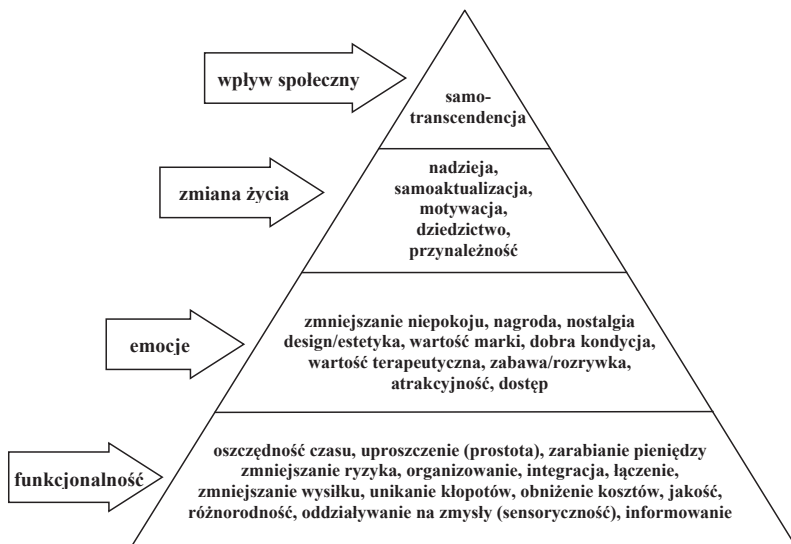 wpływ społeczny
samo-
transcendencja
zmiana życia
nadzieja,
samoaktualizacja,
motywacja,
dziedzictwo,
przynależność
emocje
zmniejszanie niepokoju, nagroda, nostalgia
design/estetyka, wartość marki, dobra kondycja,
wartość terapeutyczna, zabawa/rozrywka,
atrakcyjność, dostęp
funkcjonalność
oszczędność czasu, uproszczenie (prostota), zarabianie pieniędzy
zmniejszanie ryzyka, organizowanie, integracja, łączenie,
zmniejszanie wysiłku, unikanie kłopotów, obniżenie kosztów, jakość,
różnorodność, oddziaływanie na zmysły (sensoryczność), informowanie